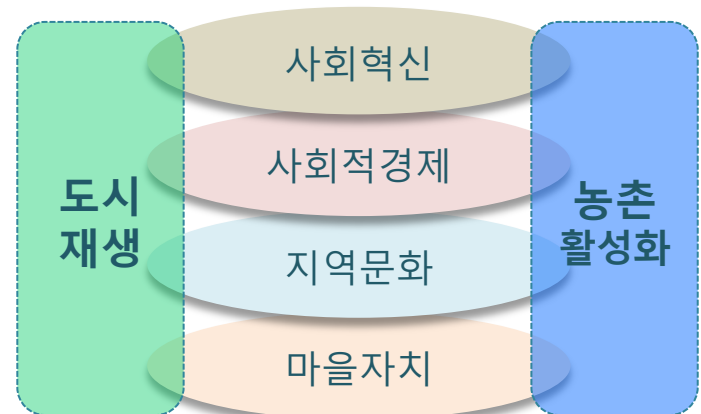 사회혁신
사회적경제
도시
재생
농촌
활성화
지역문화
마을자치